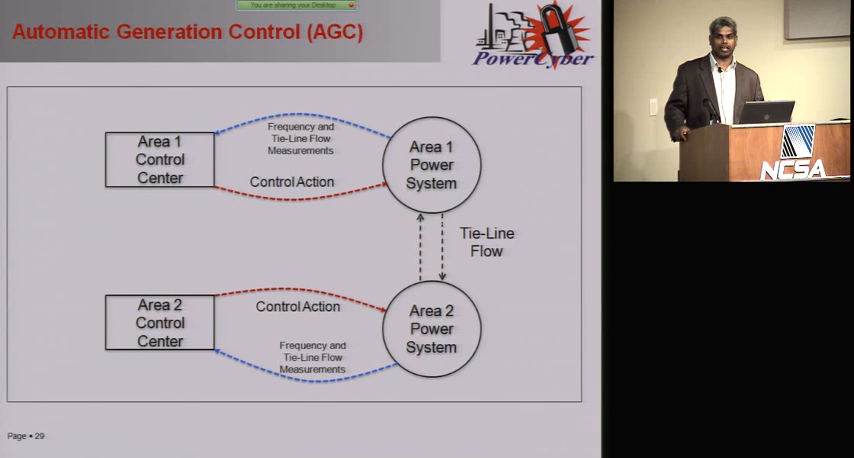 You are sharing your Desktop
Automatic Generation Control (AGC)
PowerCyber
Area 1
Control
Center
Frequency and
Tie-Line Flow
Measurements
Control Action
Area 1
Power
System
Tie-Line
Flow
Area 2
Control
Center
Control Action
Frequency and
Tie-Line Flow
Measurements
Area 2
Power
System
Page • 29
NCSA